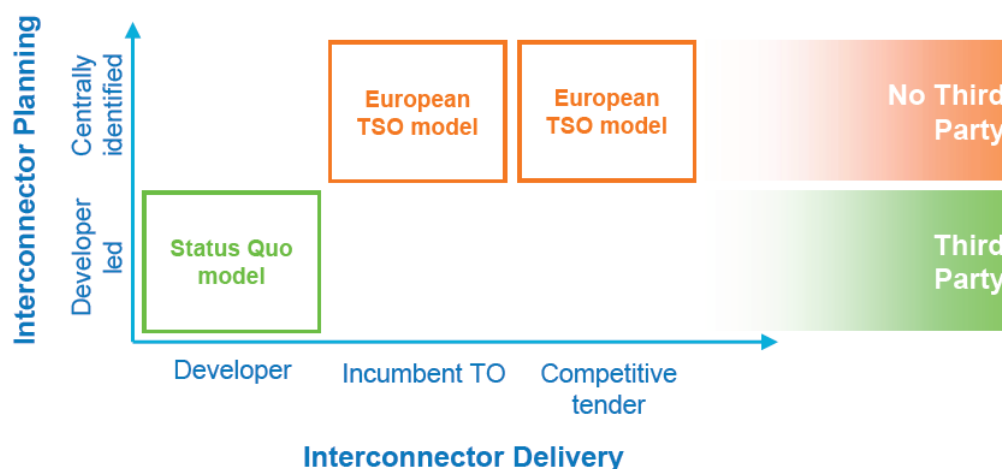 Interconnector Planning
Centrally
identified
Developer
led
European
TSO model
European
TSO model
No Third
Party
Status Quo
model
Third
Party
Developer
Incumbent TO
Competitive
tender
Interconnector Delivery